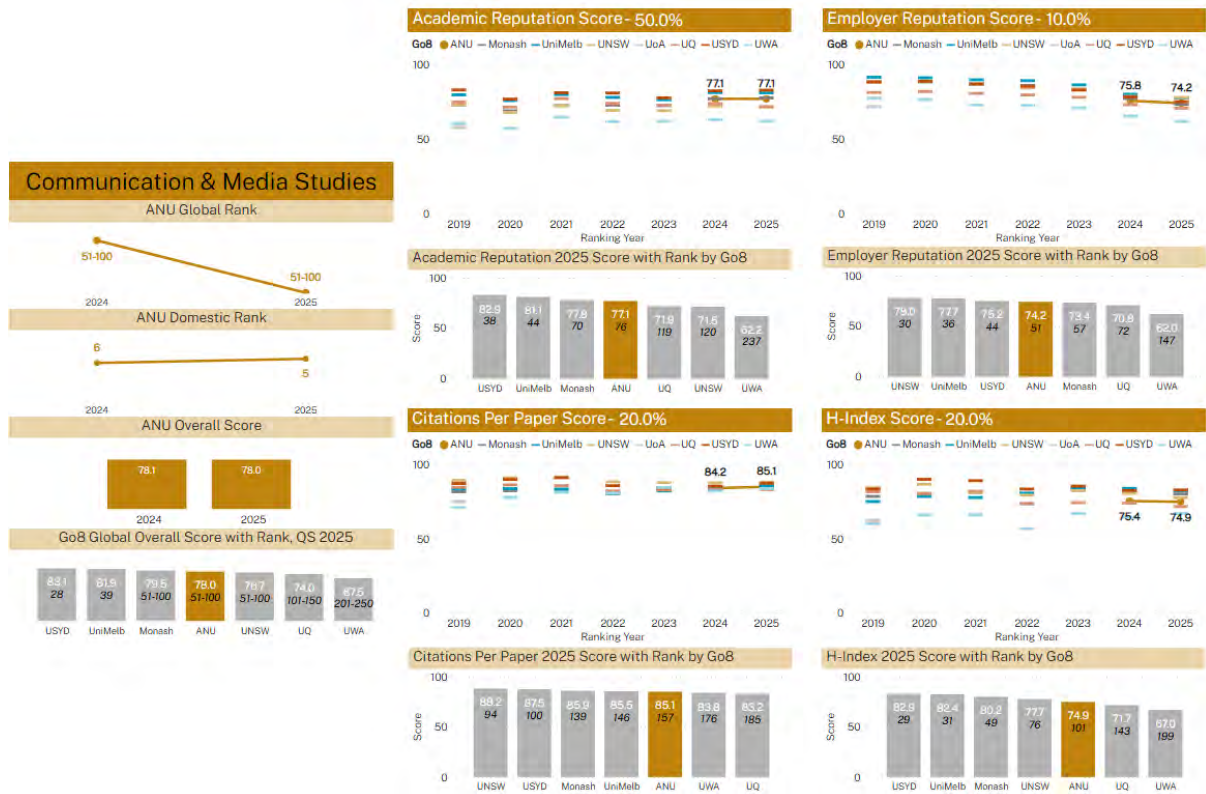 Communication & Media Studies
ANU Global Rank
51-100
51-100
2024 2025
ANU Domestic Rank
6
5
2024 2025
ANU Overall Score
78.1 78.0
2024 2025
Go8 Global Overall Score with Rank, QS 2025
83.1 81.9 79.5 78.0 76.7 74.0 67.5
28 39 51-100 51-100 51-100 101-150 201-250
USYD UniMelb Monash ANU UNSW UQ UWA
Academic Reputation Score - 50.0%
Go8 ANU Monash UniMelb UNSW UoA UQ USYD UWA
100
77.1 77.1
50
0
2019 2020 2021 2022 2023 2024 2025
Ranking Year
Academic Reputation 2025 Score with Rank by Go8
100
Score
82.9 81.1 77.8 77.1 71.9 71.5 62.2
38 44 70 76 119 120 237
50
0
USYD UniMelb Monash ANU UQ UNSW UWA
Employer Reputation Score - 10.0%
Go8 ANU Monash UniMelb UNSW UoA UQ USYD UWA
100
75.8 74.2
50
0
2019 2020 2021 2022 2023 2024 2025
Ranking Year
Employer Reputation 2025 Score with Rank by Go8
100
Score
79.0 77.7 75.2 74.2 73.4 70.8 62.0
30 36 44 51 57 72 147
50
0
UNSW UniMelb USYD ANU Monash UQ UWA
Citations Per Paper Score - 20.0%
Go8 ANU Monash UniMelb UNSW UoA UQ USYD UWA
100
84.2 85.1
50
0
2019 2020 2021 2022 2023 2024 2025
Ranking Year
Citations Per Paper 2025 Score with Rank by Go8
100
Score
88.2 87.5 85.9 85.5 85.1 83.8 83.2
94 100 139 146 157 176 185
50
0
UNSW USYD Monash UniMelb ANU UWA UQ
H-Index Score - 20.0%
Go8 ANU Monash UniMelb UNSW UoA UQ USYD UWA
100
75.4 74.9
50
0
2019 2020 2021 2022 2023 2024 2025
Ranking Year
H-Index 2025 Score with Rank by Go8
100
Score
82.9 82.4 80.2 77.7 74.9 71.7 67.0
29 31 49 76 101 143 199
50
0
USYD UniMelb Monash UNSW ANU UQ UWA